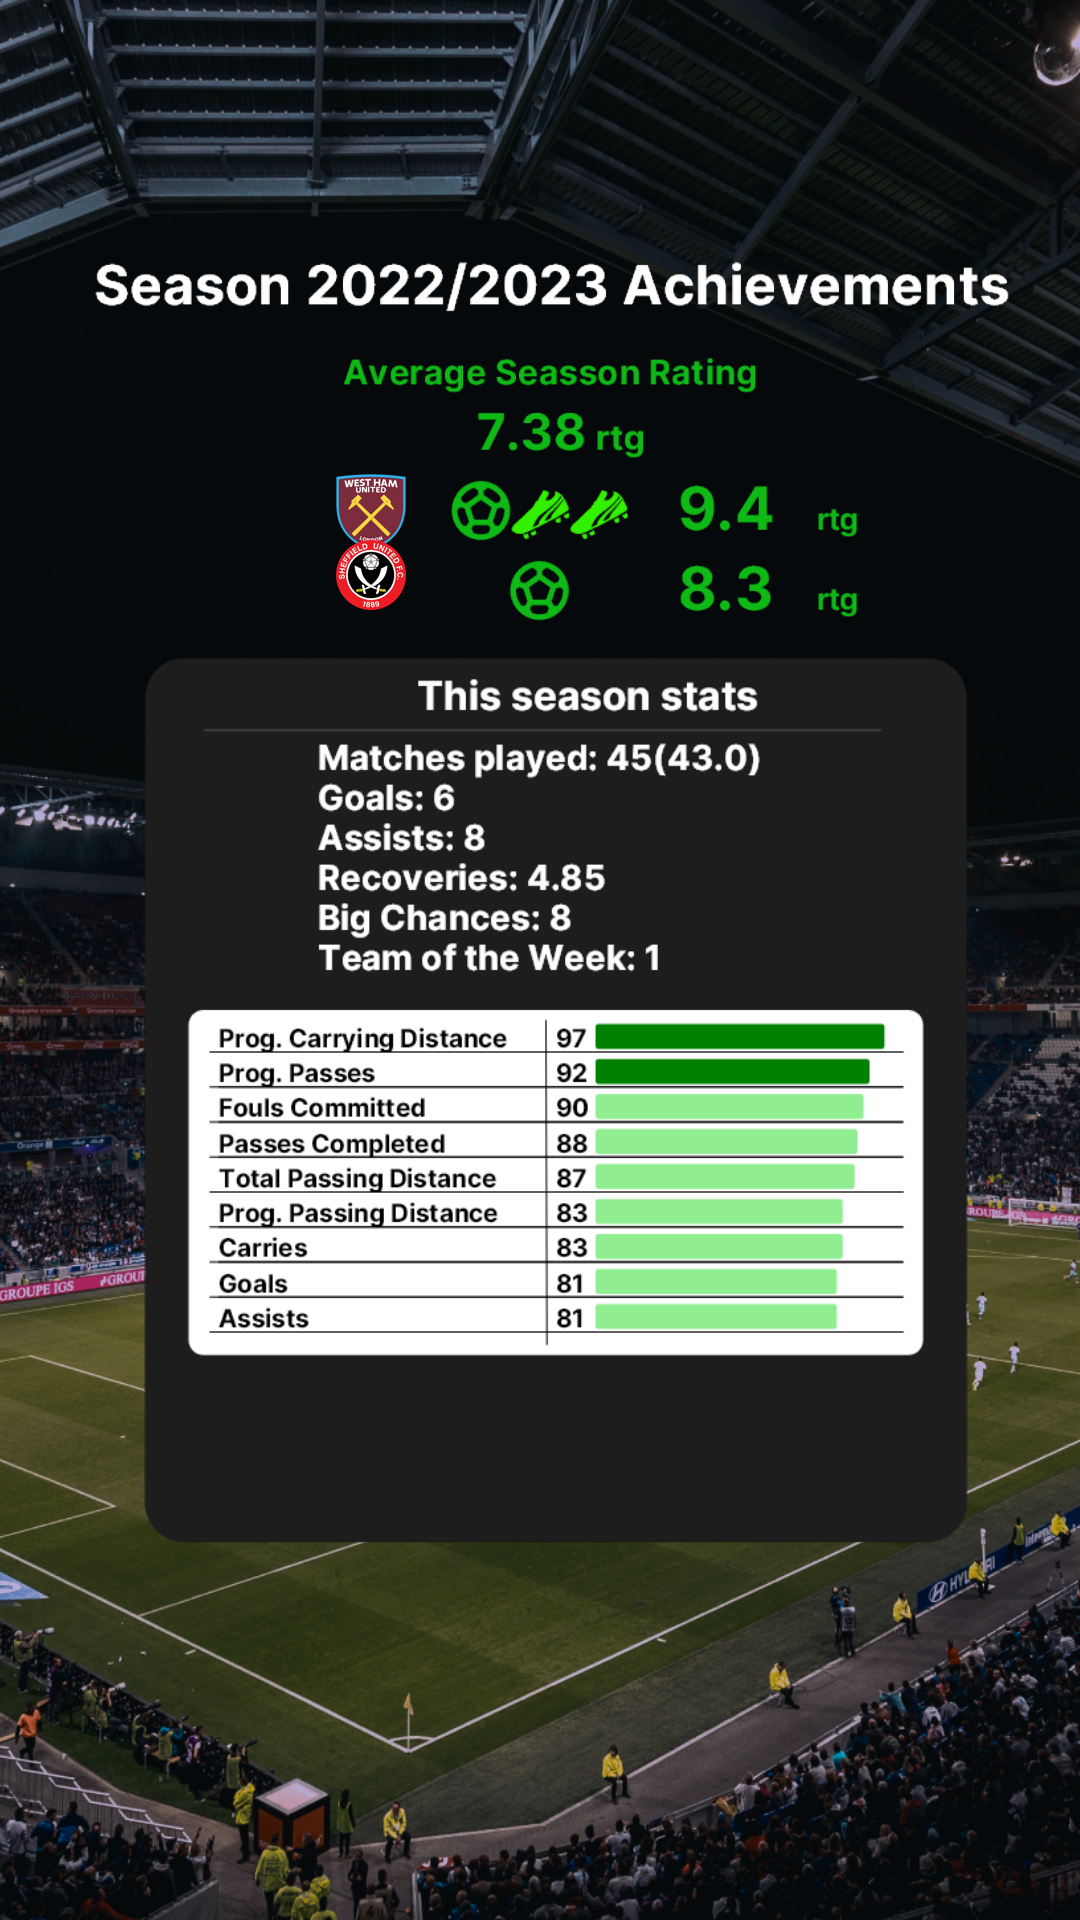 Season 2022/2023 Achievements
Average Seasson Rating
7.38 rtg
WEST HAM
UNITED
LONDON
9.4 rtg
SHEFFIELD UNITED F.C.
1889
8.3 rtg
This season stats
Matches played: 45(43.0)
Goals: 6
Assists: 8
Recoveries: 4.85
Big Chances: 8
Team of the Week: 1
Prog. Carrying Distance 97
Prog. Passes 92
Fouls Committed 90
Passes Completed 88
Total Passing Distance 87
Prog. Passing Distance 83
Carries 83
Goals 81
Assists 81
Orange
GROUPE IGS #GROU
HYUNDAI